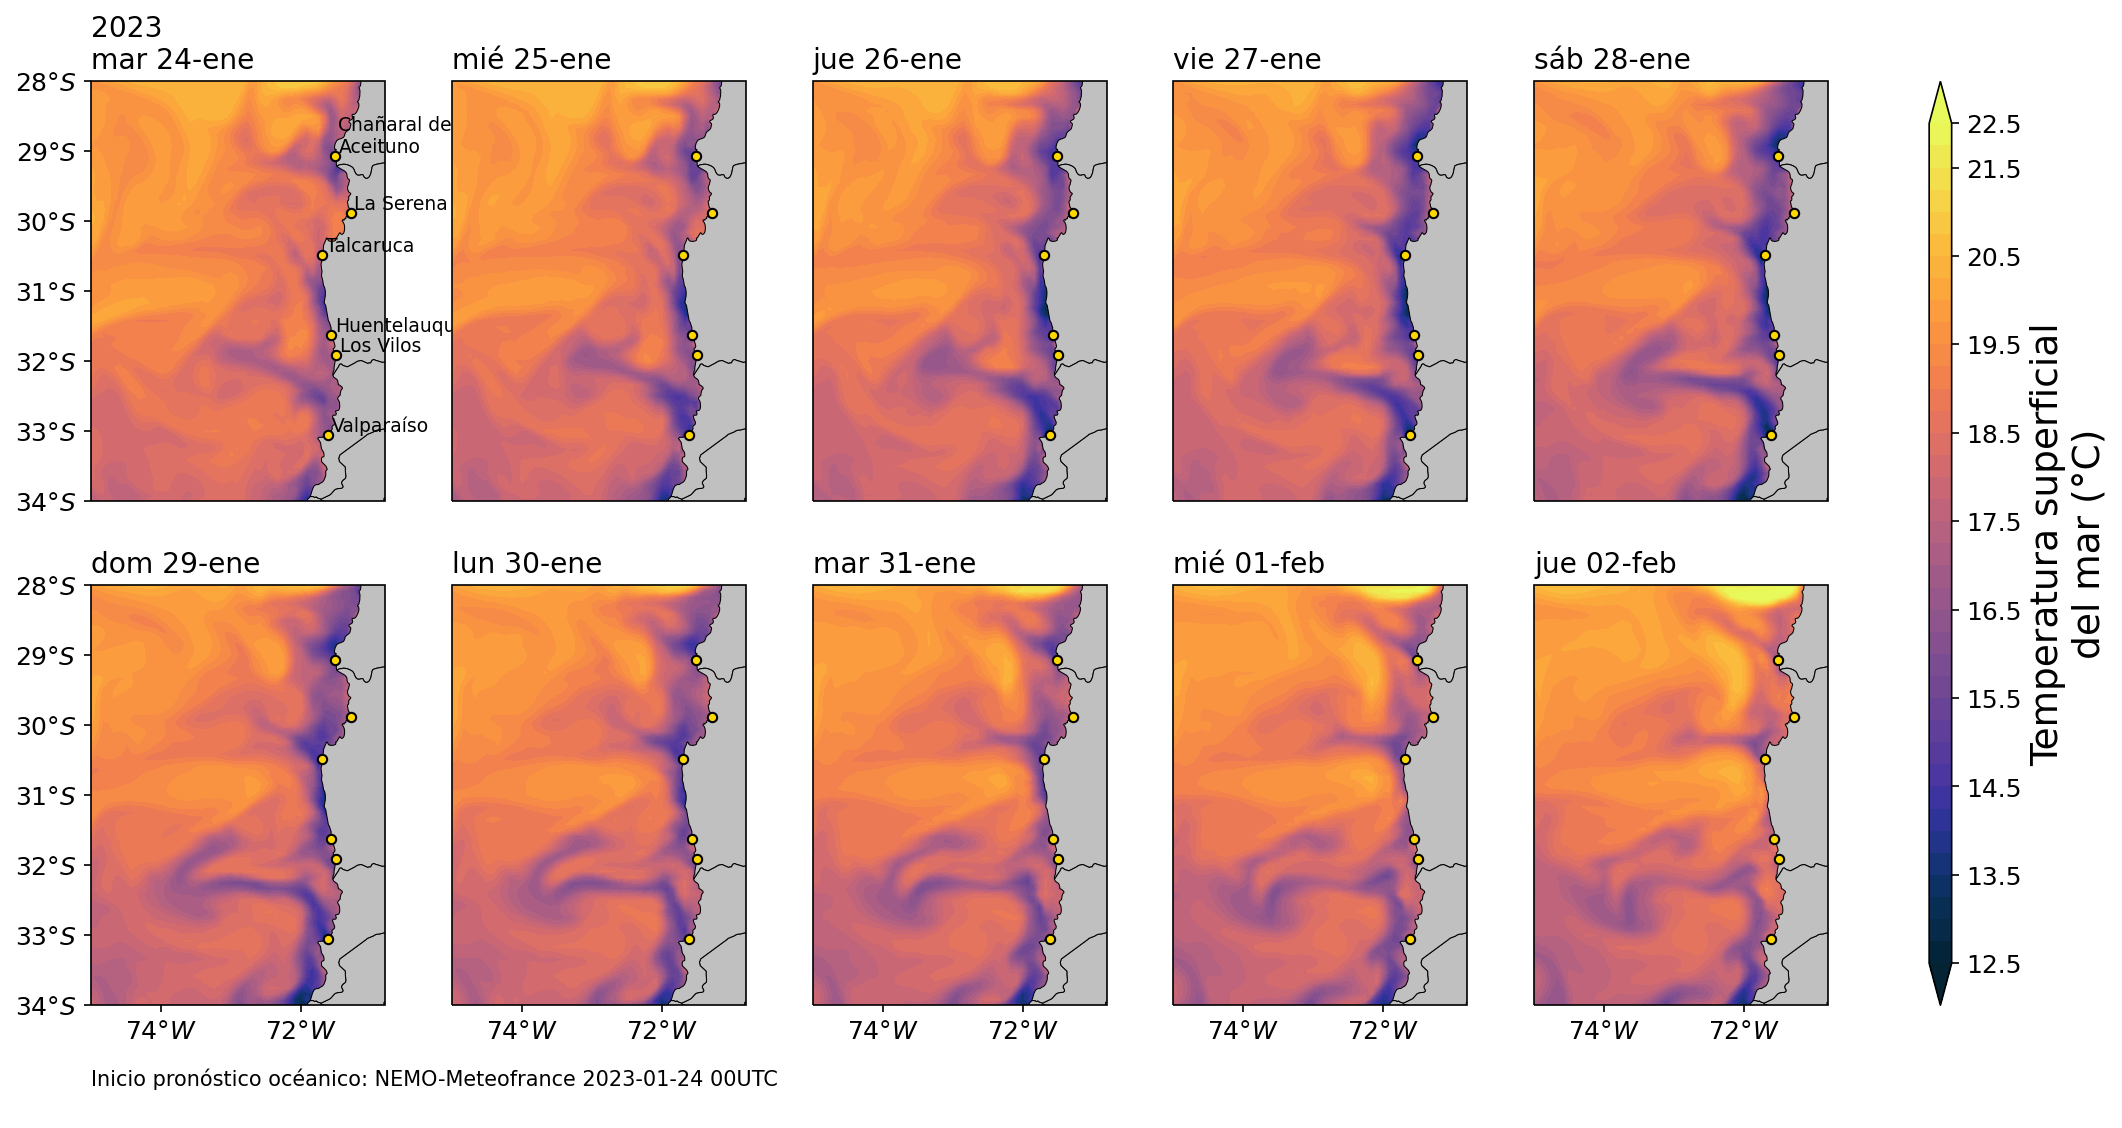 2023
mar 24-ene
mié 25-ene
jue 26-ene
vie 27-ene
sáb 28-ene
28°S
29°S
30°S
31°S
32°S
33°S
34°S
Chañaral de
Aceituno
La Serena
Talcaruca
Huentelauqu
Los Vilos
Valparaíso
dom 29-ene
lun 30-ene
mar 31-ene
mié 01-feb
jue 02-feb
28°S
29°S
30°S
31°S
32°S
33°S
34°S
74°W 72°W
74°W 72°W
74°W 72°W
74°W 72°W
74°W 72°W
22.5
21.5
20.5
19.5
18.5
17.5
16.5
15.5
14.5
13.5
12.5
Temperatura superficial
del mar (°C)
Inicio pronóstico océanico: NEMO-Meteofrance 2023-01-24 00UTC